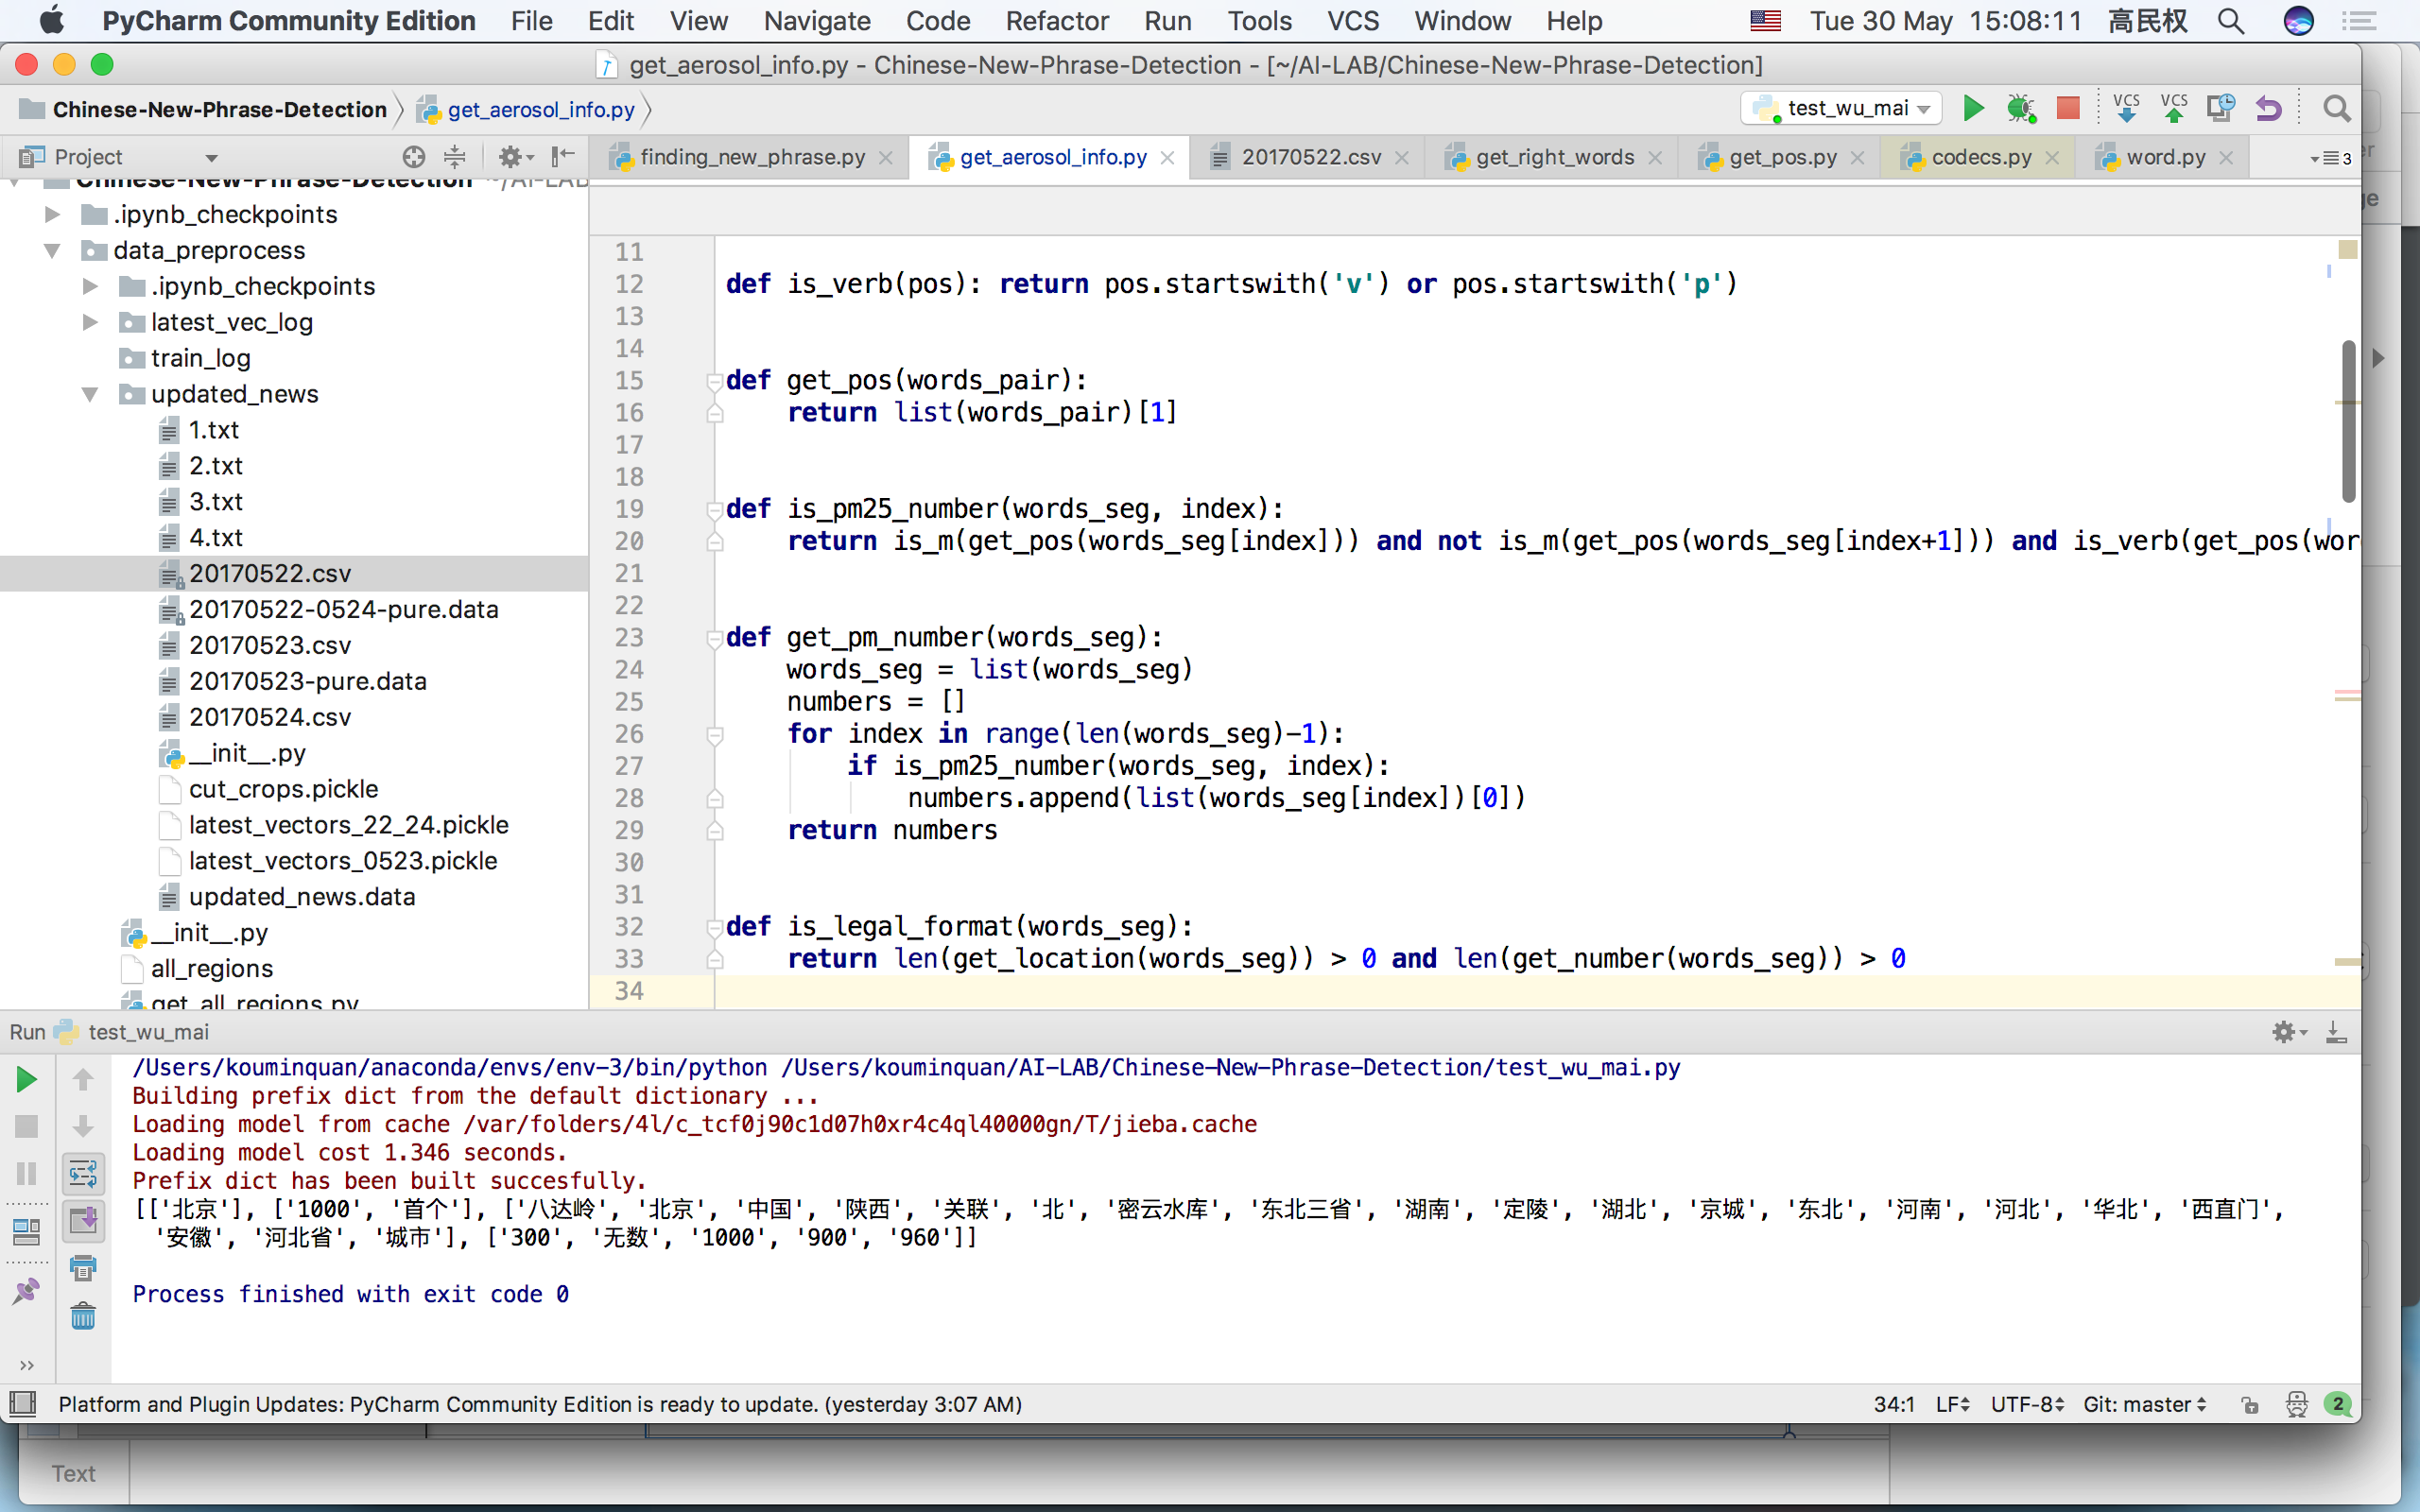 PyCharm Community Edition File Edit View Navigate Code Refactor Run Tools VCS Window Help Tue 30 May 15:08:11 高民权
get_aerosol_info.py - Chinese-New-Phrase-Detection - [~/AI-LAB/Chinese-New-Phrase-Detection]
Chinese-New-Phrase-Detection get_aerosol_info.py test_wu_mai VCS VCS
Project finding_new_phrase.py get_aerosol_info.py 20170522.csv get_right_words get_pos.py codecs.py word.py 3
Chinese-New-Phrase-Detection ~/AI-LAB
.ipynb_checkpoints
data_preprocess
.ipynb_checkpoints
latest_vec_log
train_log
updated_news
1.txt
2.txt
3.txt
4.txt
20170522.csv
20170522-0524-pure.data
20170523.csv
20170523-pure.data
20170524.csv
__init__.py
cut_crops.pickle
latest_vectors_22_24.pickle
latest_vectors_0523.pickle
updated_news.data
__init__.py
all_regions
get_all_regions.py
11
12 def is_verb(pos): return pos.startswith('v') or pos.startswith('p')
13
14
15 def get_pos(words_pair):
16 return list(words_pair)[1]
17
18
19 def is_pm25_number(words_seg, index):
20 return is_m(get_pos(words_seg[index])) and not is_m(get_pos(words_seg[index+1])) and is_verb(get_pos(wor
21
22
23 def get_pm_number(words_seg):
24 words_seg = list(words_seg)
25 numbers = []
26 for index in range(len(words_seg)-1):
27 if is_pm25_number(words_seg, index):
28 numbers.append(list(words_seg[index])[0])
29 return numbers
30
31
32 def is_legal_format(words_seg):
33 return len(get_location(words_seg)) > 0 and len(get_number(words_seg)) > 0
34
Run test_wu_mai
/Users/kouminquan/anaconda/envs/env-3/bin/python /Users/kouminquan/AI-LAB/Chinese-New-Phrase-Detection/test_wu_mai.py
Building prefix dict from the default dictionary ...
Loading model from cache /var/folders/4l/c_tcf0j90c1d07h0xr4c4ql40000gn/T/jieba.cache
Loading model cost 1.346 seconds.
Prefix dict has been built succesfully.
[['北京'], ['1000', '首个'], ['八达岭', '北京', '中国', '陕西', '关联', '北', '密云水库', '东北三省', '湖南', '定陵', '湖北', '京城', '东北', '河南', '河北', '华北', '西直门',
'安徽', '河北省', '城市'], ['300', '无数', '1000', '900', '960']]
Process finished with exit code 0
Platform and Plugin Updates: PyCharm Community Edition is ready to update. (yesterday 3:07 AM) 34:1 LF UTF-8 Git: master 2
Text